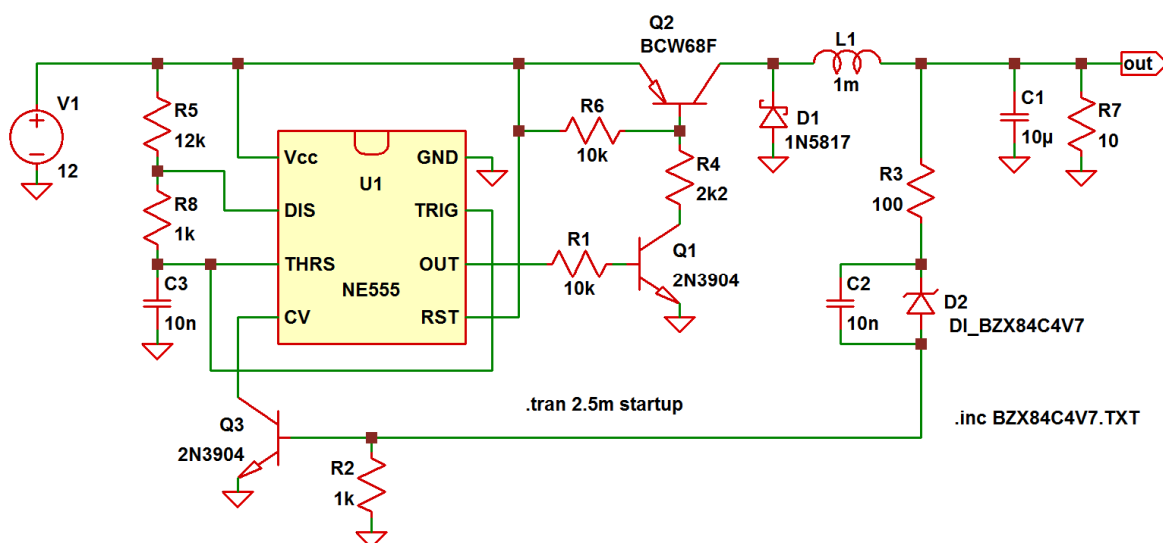 Q2
BCW68F
L1
1m
out
V1
12
R5
12k
R6
10k
D1
1N5817
C1
10µ
R7
10
Vcc
GND
U1
R4
2k2
R8
1k
DIS
TRIG
R3
100
R1
10k
Q1
2N3904
THRS
OUT
C3
10n
NE555
CV
RST
C2
10n
D2
DI_BZX84C4V7
.tran 2.5m startup
.inc BZX84C4V7.TXT
Q3
2N3904
R2
1k